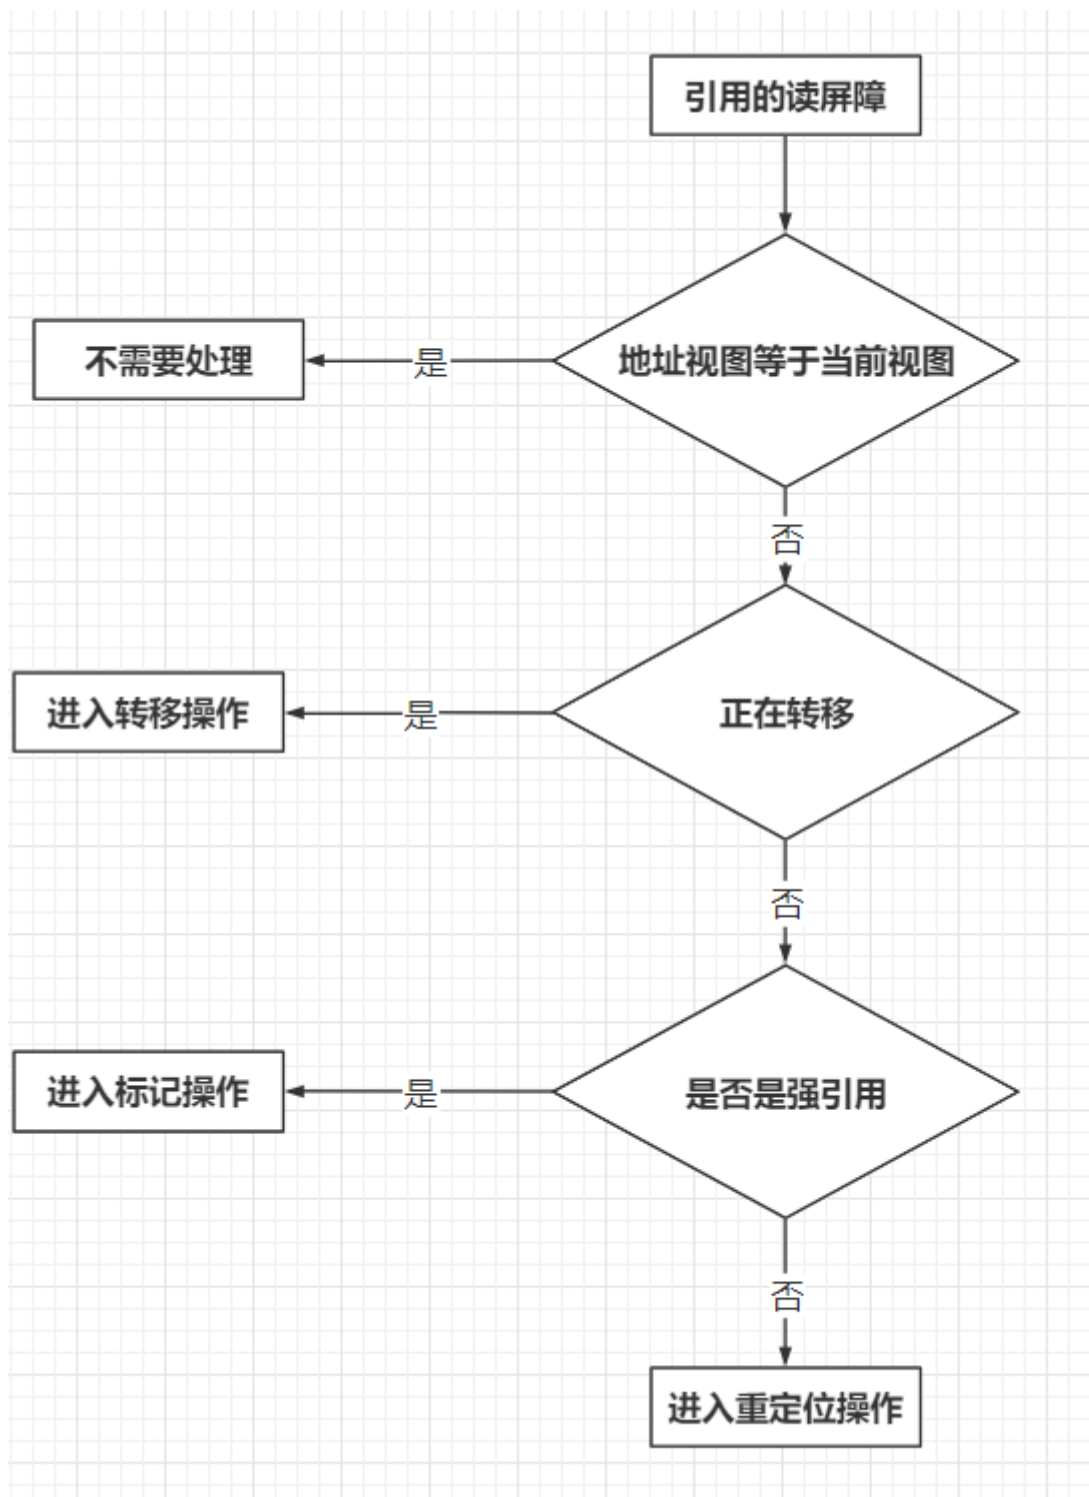 引用的读屏障
地址视图等于当前视图
是
不需要处理
否
正在转移
是
进入转移操作
否
是否是强引用
是
进入标记操作
否
进入重定位操作